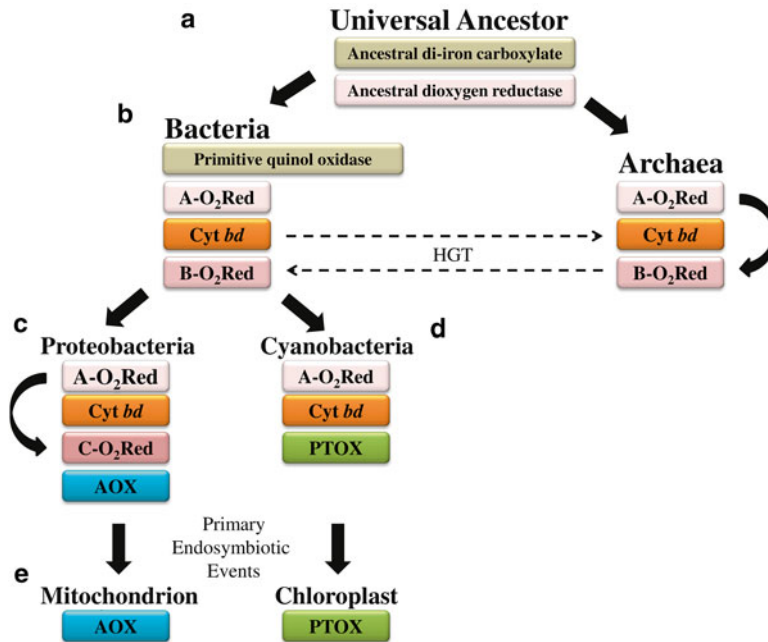 a
Universal Ancestor
Ancestral di-iron carboxylate
Ancestral dioxygen reductase
b
Bacteria
Primitive quinol oxidase
A-O₂Red
Cyt bd
B-O₂Red
HGT
Archaea
A-O₂Red
Cyt bd
B-O₂Red
c
Proteobacteria
A-O₂Red
Cyt bd
C-O₂Red
AOX
d
Cyanobacteria
A-O₂Red
Cyt bd
PTOX
Primary
Endosymbiotic
Events
e
Mitochondrion
AOX
Chloroplast
PTOX